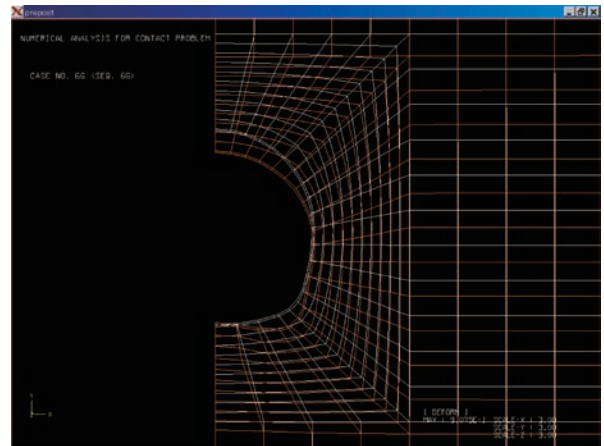 prepost
NUMERICAL ANALYSIS FOR CONTACT PROBLEM
CASE NO. 66 (SEQ. 66)
Y
Z X
[ DEFORM ]
MAX : SCALE-X : 3.00
SCALE-Y : 3.00
SCALE-Z : 3.00